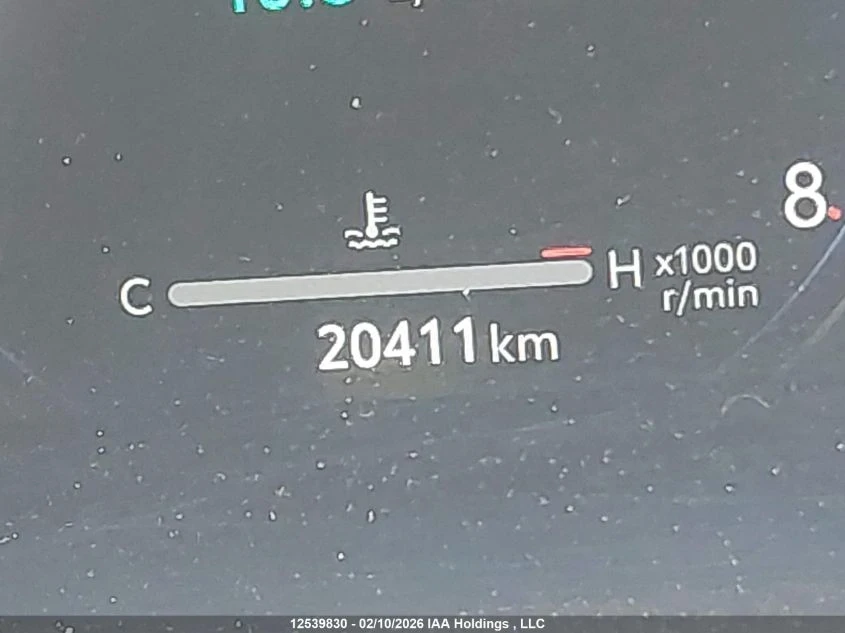 8
C
H x1000
r/min
20411 km
12539830 - 02/10/2026 IAA Holdings , LLC